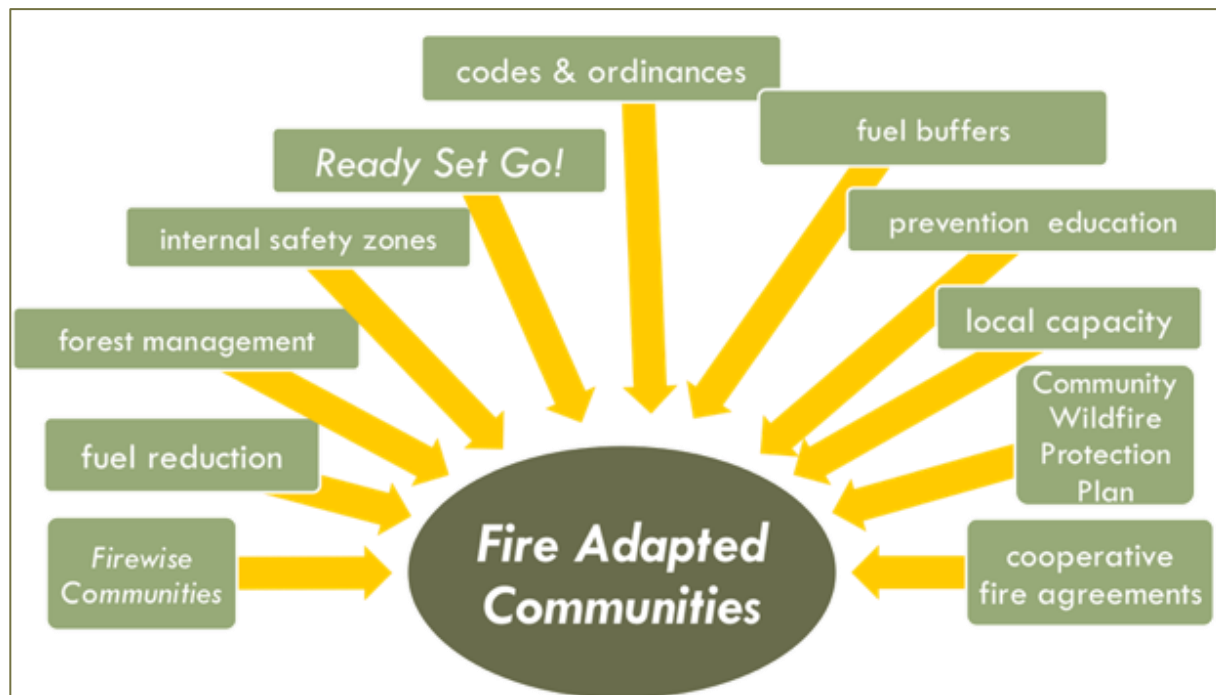 codes & ordinances
fuel buffers
Ready Set Go!
prevention education
internal safety zones
local capacity
forest management
Community
Wildfire
Protection
Plan
fuel reduction
Fire Adapted
Communities
Firewise
Communities
cooperative
fire agreements